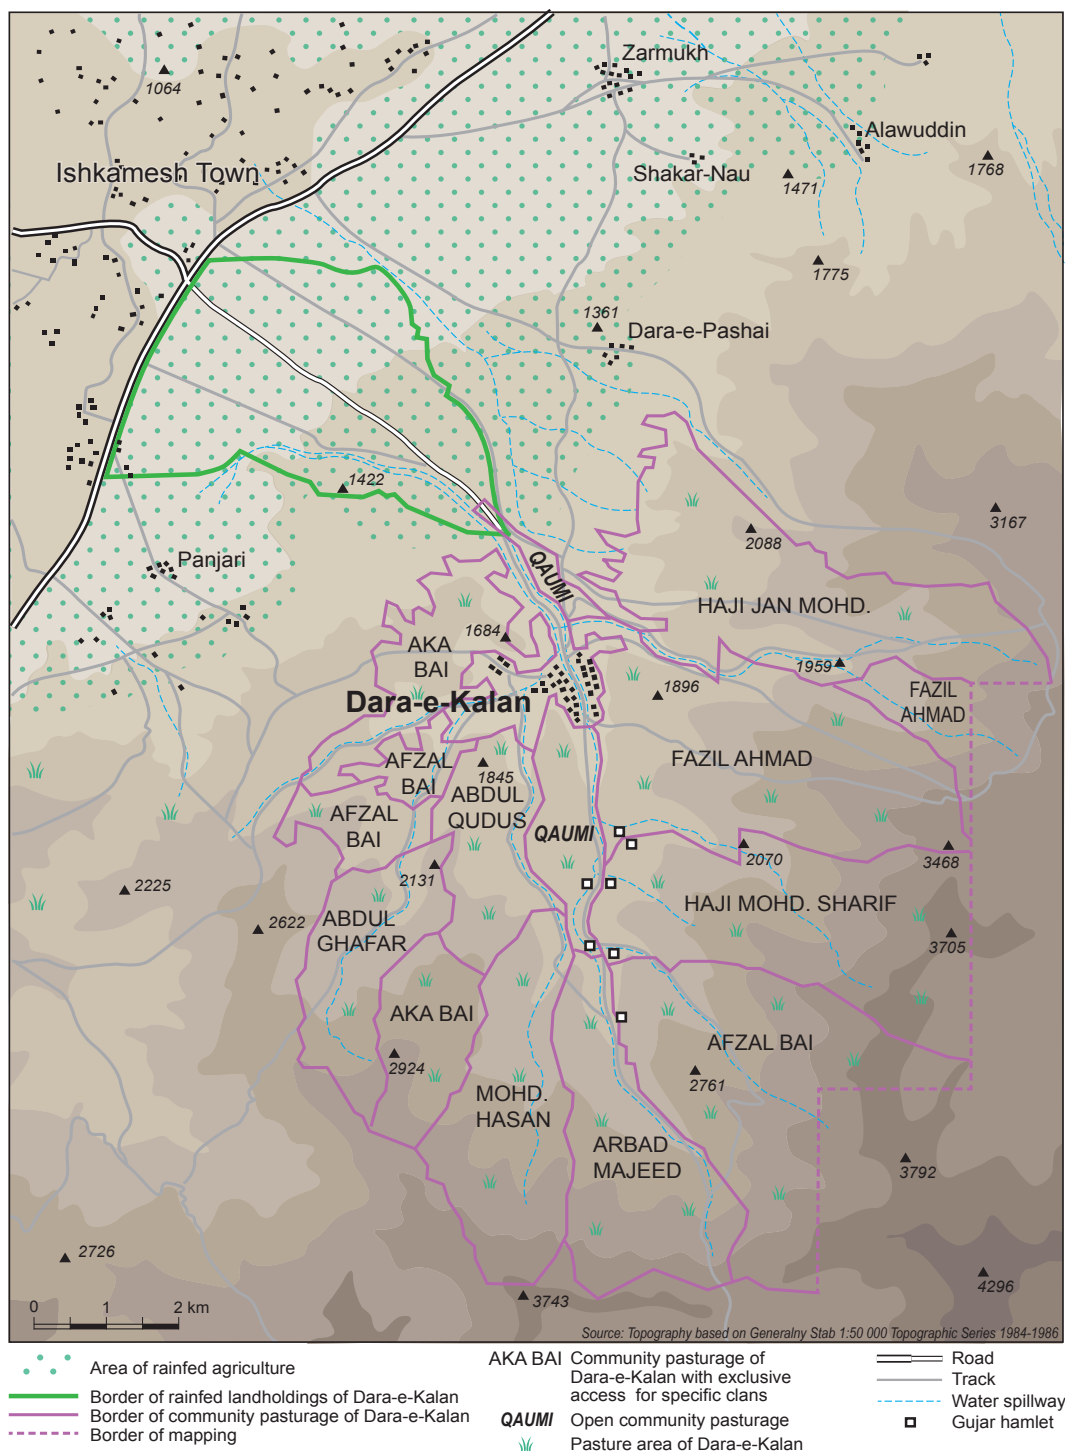 Zarmukh
1064
Alawuddin
Ishkamesh Town
Shakar-Nau
1471
1768
1775
1361
Dara-e-Pashai
1422
3167
2088
Panjari
QAUMI
HAJI JAN MOHD.
1684
AKA
BAI
1959
FAZIL
AHMAD
1896
Dara-e-Kalan
AFZAL
BAI
1845
FAZIL AHMAD
ABDUL
QUDUS
AFZAL
BAI
QAUMI
2070
3468
2131
2225
ABDUL
GHAFAR
HAJI MOHD. SHARIF
2622
3705
AKA BAI
AFZAL BAI
2924
2761
MOHD.
HASAN
ARBAD
MAJEED
3792
2726
4296
3743
0 1 2 km
Source: Topography based on Generalny Stab 1:50 000 Topographic Series 1984-1986
Area of rainfed agriculture
Border of rainfed landholdings of Dara-e-Kalan
Border of community pasturage of Dara-e-Kalan
Border of mapping
AKA BAI Community pasturage of
Dara-e-Kalan with exclusive
access for specific clans
QAUMI Open community pasturage
Pasture area of Dara-e-Kalan
Road
Track
Water spillway
Gujar hamlet